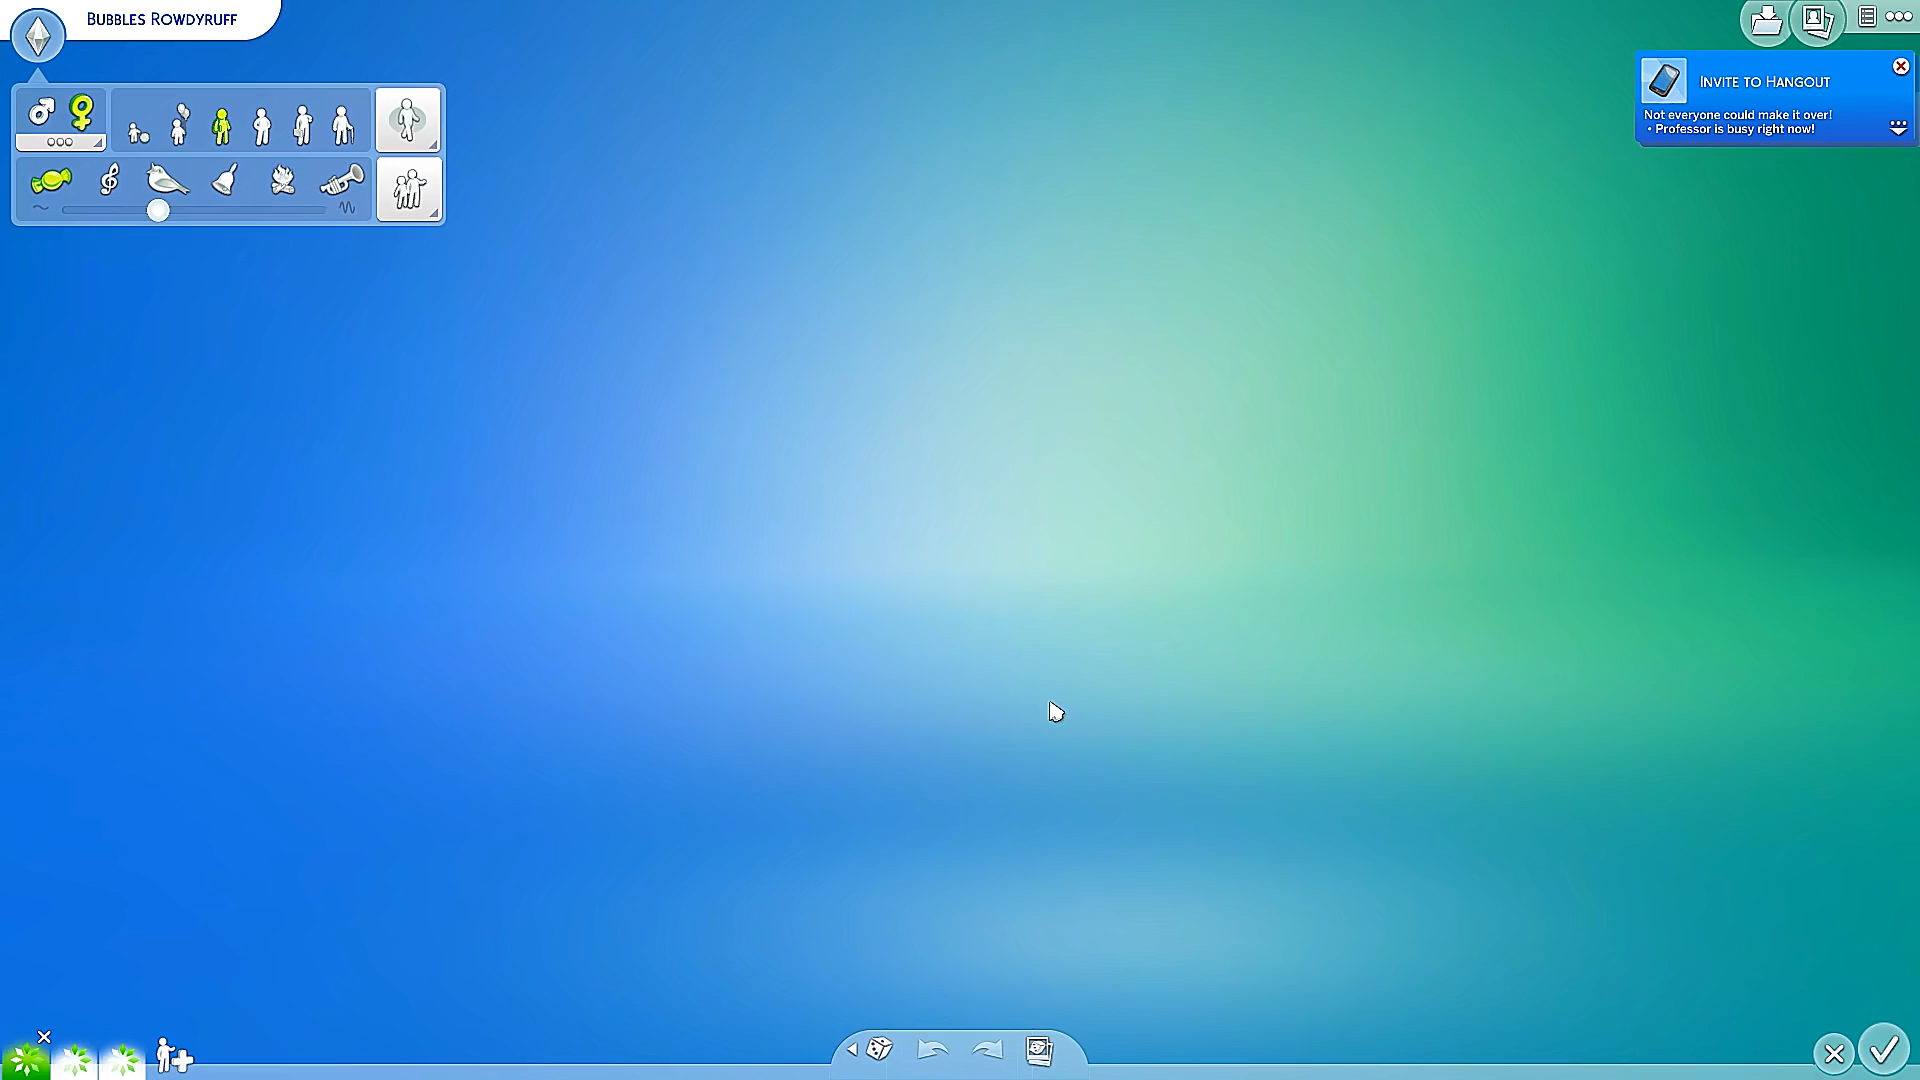 Bubbles Rowdyruff
Invite to Hangout
Not everyone could make it over!
• Professor is busy right now!